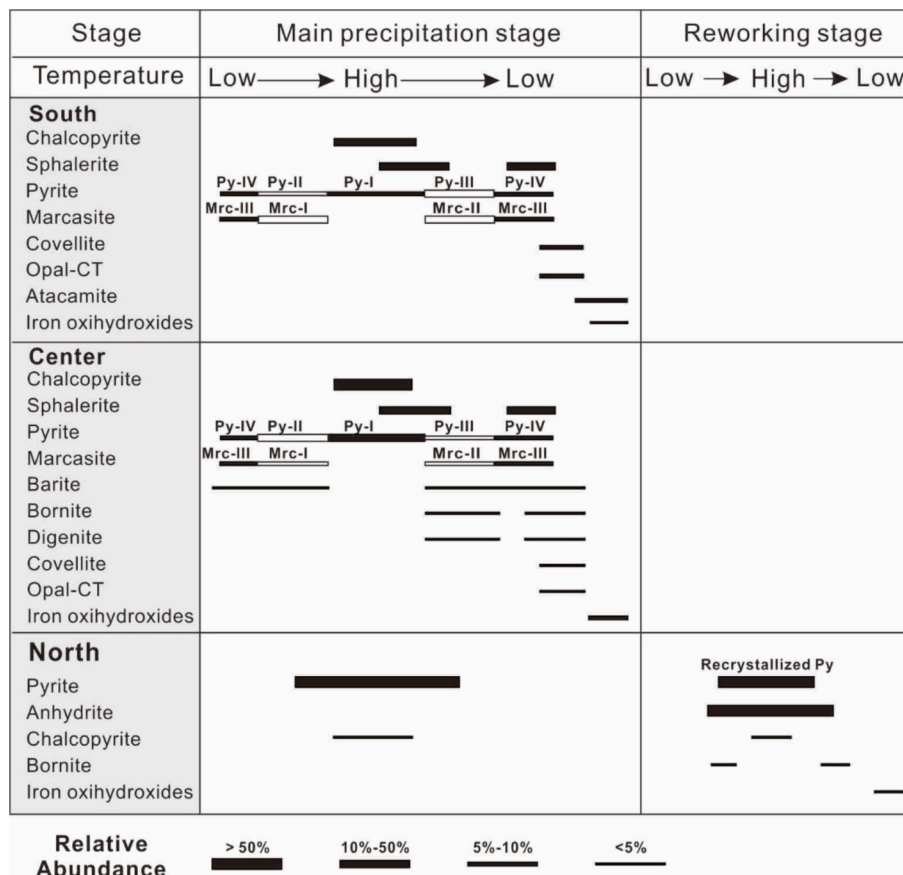 Stage Main precipitation stage Reworking stage
Temperature Low High Low Low High Low
South
Chalcopyrite
Sphalerite
Py-IV Py-II Py-I Py-III Py-IV
Pyrite
Mrc-III Mrc-I Mrc-II Mrc-III
Marcasite
Covellite
Opal-CT
Atacamite
Iron oxihydroxides
Center
Chalcopyrite
Sphalerite
Py-IV Py-II Py-I Py-III Py-IV
Pyrite
Mrc-III Mrc-I Mrc-II Mrc-III
Marcasite
Barite
Bornite
Digenite
Covellite
Opal-CT
Iron oxihydroxides
North
Recrystallized Py
Pyrite
Anhydrite
Chalcopyrite
Bornite
Iron oxihydroxides
Relative > 50% 10%-50% 5%-10% <5%
Abundance